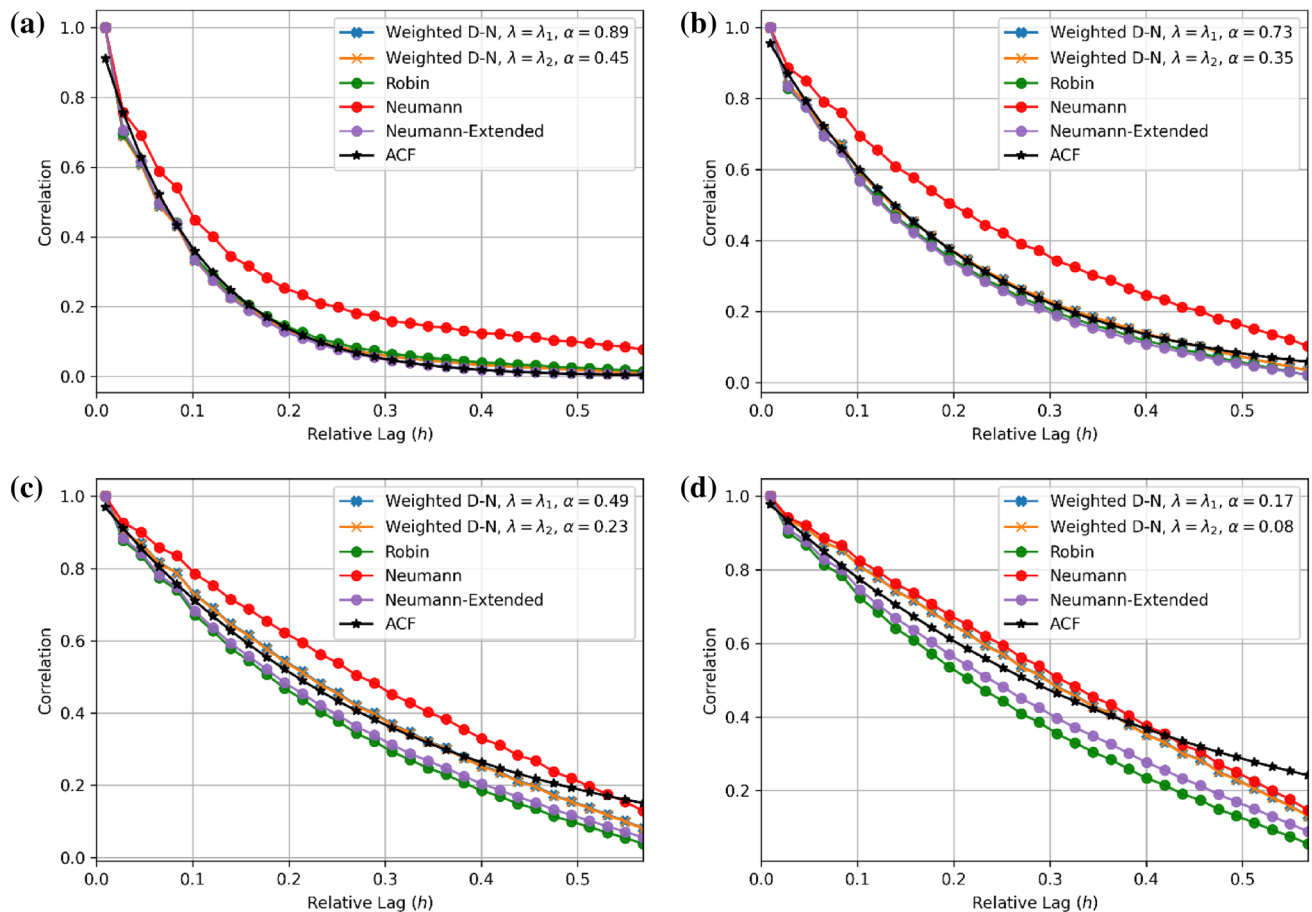 (a)
Weighted D-N, λ = λ₁, α = 0.89
Weighted D-N, λ = λ₂, α = 0.45
Robin
Neumann
Neumann-Extended
ACF
1.0
0.8
0.6
0.4
0.2
0.0
Correlation
0.0 0.1 0.2 0.3 0.4 0.5
Relative Lag (h)
(b)
Weighted D-N, λ = λ₁, α = 0.73
Weighted D-N, λ = λ₂, α = 0.35
Robin
Neumann
Neumann-Extended
ACF
1.0
0.8
0.6
0.4
0.2
0.0
Correlation
0.0 0.1 0.2 0.3 0.4 0.5
Relative Lag (h)
(c)
Weighted D-N, λ = λ₁, α = 0.49
Weighted D-N, λ = λ₂, α = 0.23
Robin
Neumann
Neumann-Extended
ACF
1.0
0.8
0.6
0.4
0.2
0.0
Correlation
0.0 0.1 0.2 0.3 0.4 0.5
Relative Lag (h)
(d)
Weighted D-N, λ = λ₁, α = 0.17
Weighted D-N, λ = λ₂, α = 0.08
Robin
Neumann
Neumann-Extended
ACF
1.0
0.8
0.6
0.4
0.2
Correlation
0.0 0.1 0.2 0.3 0.4 0.5
Relative Lag (h)